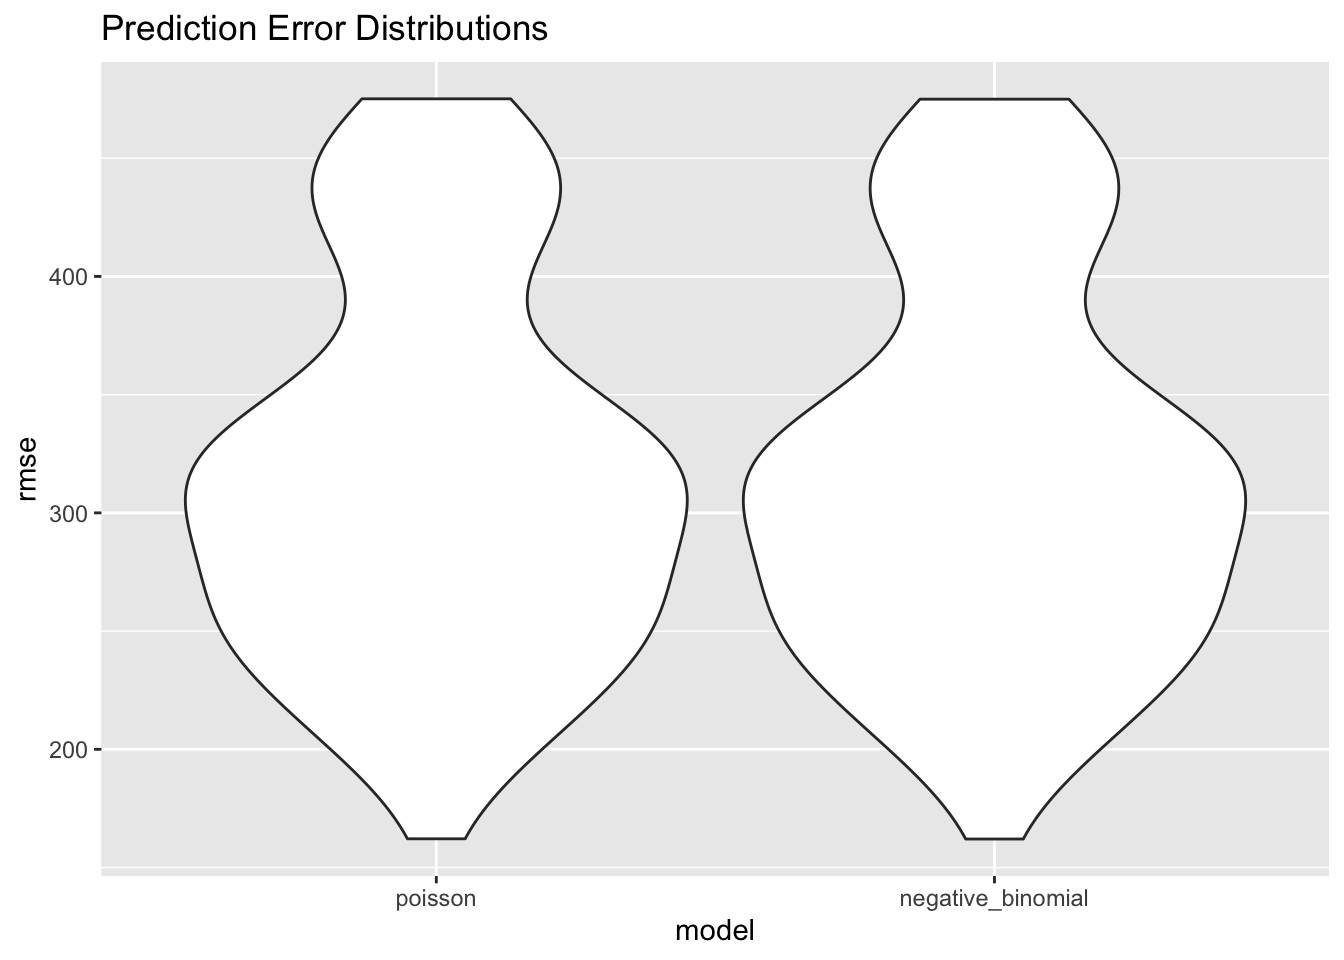 Prediction Error Distributions
rmse
400
300
200
poisson
negative_binomial
model